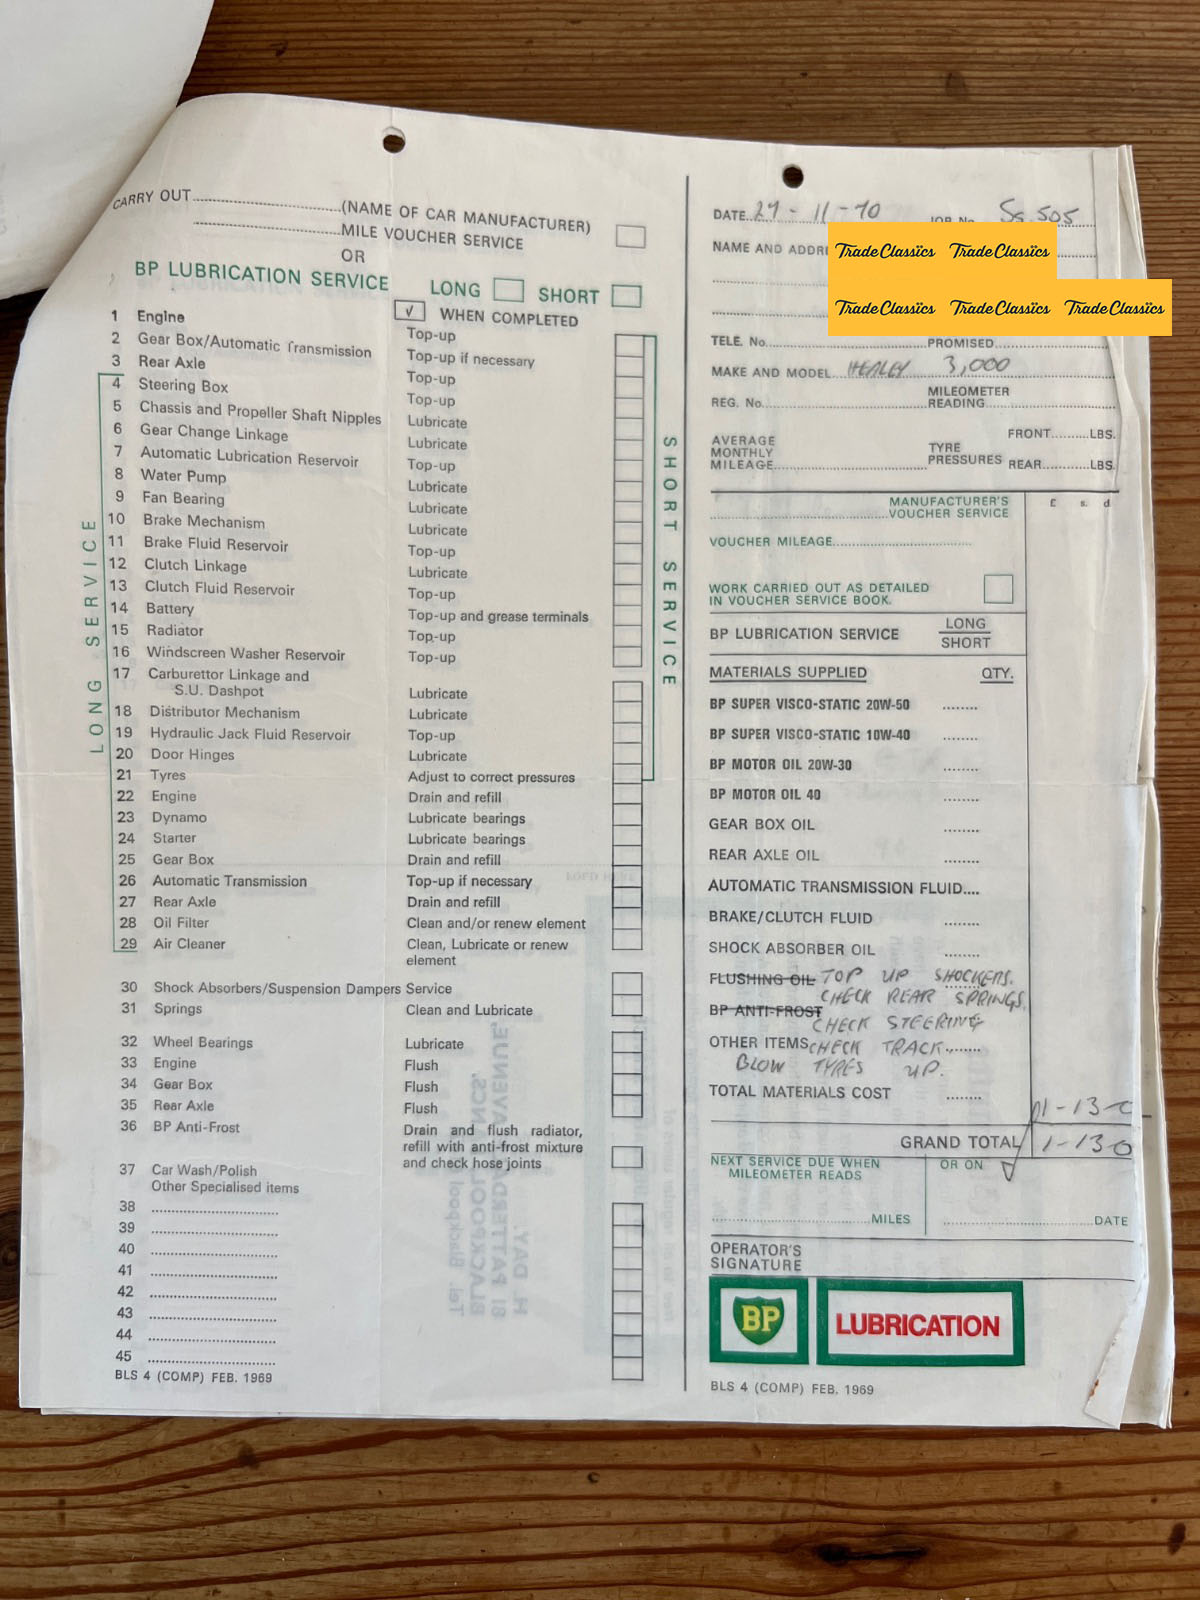 CARRY OUT..............................(NAME OF CAR MANUFACTURER)
..............................MILE VOUCHER SERVICE
OR
BP LUBRICATION SERVICE LONG SHORT
√ WHEN COMPLETED
1 Engine Top-up
2 Gear Box/Automatic Transmission Top-up if necessary
3 Rear Axle Top-up
4 Steering Box Top-up
5 Chassis and Propeller Shaft Nipples Lubricate
6 Gear Change Linkage Lubricate
7 Automatic Lubrication Reservoir Top-up
8 Water Pump Lubricate
9 Fan Bearing Lubricate
10 Brake Mechanism Lubricate
11 Brake Fluid Reservoir Top-up
12 Clutch Linkage Lubricate
13 Clutch Fluid Reservoir Top-up
14 Battery Top-up and grease terminals
15 Radiator Top-up
16 Windscreen Washer Reservoir Top-up
17 Carburettor Linkage and
S.U. Dashpot Lubricate
18 Distributor Mechanism Lubricate
19 Hydraulic Jack Fluid Reservoir Top-up
20 Door Hinges Lubricate
21 Tyres Adjust to correct pressures
22 Engine Drain and refill
23 Dynamo Lubricate bearings
24 Starter Lubricate bearings
25 Gear Box Drain and refill
26 Automatic Transmission Top-up if necessary
27 Rear Axle Drain and refill
28 Oil Filter Clean and/or renew element
29 Air Cleaner Clean, Lubricate or renew
element
LONG SERVICE
SHORT SERVICE
30 Shock Absorbers/Suspension Dampers Service
31 Springs Clean and Lubricate
32 Wheel Bearings Lubricate
33 Engine Flush
34 Gear Box Flush
35 Rear Axle Flush
36 BP Anti-Frost Drain and flush radiator,
refill with anti-frost mixture
and check hose joints
37 Car Wash/Polish
Other Specialised items
38
39
40
41
42
43
44
45
BLS 4 (COMP) FEB. 1969
DATE 27-11-70 JOB No. SS.505
NAME AND ADDR
TradeClassics TradeClassics
TradeClassics TradeClassics TradeClassics
TELE. No. PROMISED
MAKE AND MODEL HEALEY 3,000
REG. No. MILEOMETER
READING
AVERAGE
MONTHLY
MILEAGE
TYRE
PRESSURES
FRONT.........LBS.
REAR.........LBS.
MANUFACTURER'S
VOUCHER SERVICE
£ s. d
VOUCHER MILEAGE
WORK CARRIED OUT AS DETAILED
IN VOUCHER SERVICE BOOK.
BP LUBRICATION SERVICE LONG
SHORT
MATERIALS SUPPLIED QTY.
BP SUPER VISCO-STATIC 20W-50
BP SUPER VISCO-STATIC 10W-40
BP MOTOR OIL 20W-30
BP MOTOR OIL 40
GEAR BOX OIL
REAR AXLE OIL
AUTOMATIC TRANSMISSION FLUID
BRAKE/CLUTCH FLUID
SHOCK ABSORBER OIL
FLUSHING OIL TOP UP SHOCKERS.
CHECK REAR SPRINGS.
BP ANTI-FROST
CHECK STEERING
OTHER ITEMS CHECK TRACK
BLOW TYRES UP.
TOTAL MATERIALS COST
1-13-0
GRAND TOTAL 1-13 0
NEXT SERVICE DUE WHEN
MILEOMETER READS
OR ON
MILES
DATE
OPERATOR'S
SIGNATURE
BP LUBRICATION
BLS 4 (COMP) FEB. 1969